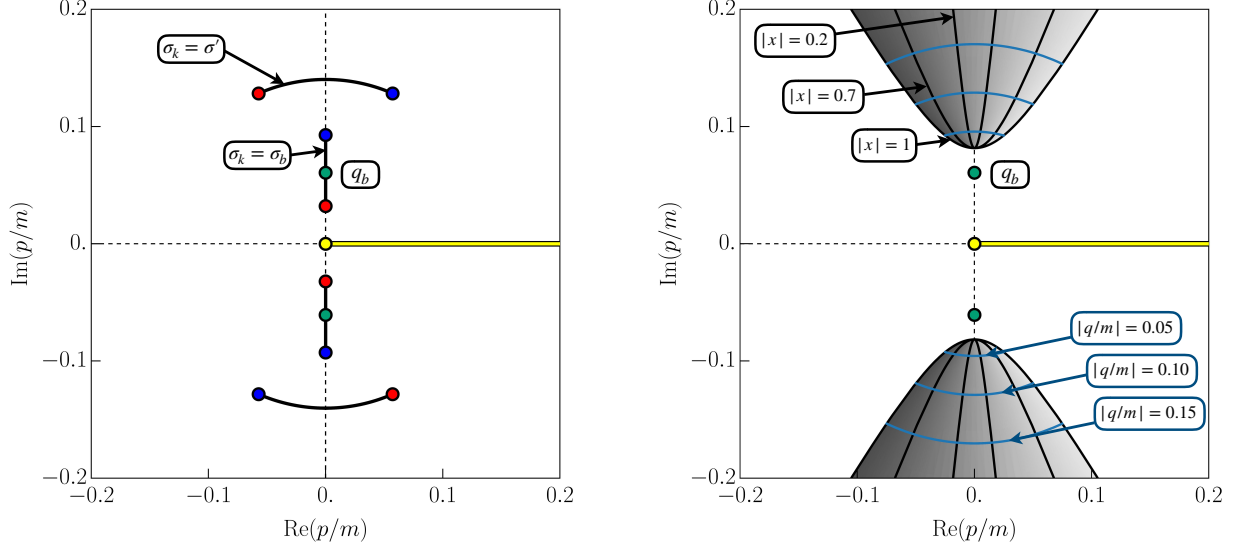 0.2
0.1
0.
−0.1
−0.2
Im(p/m)
σₖ = σ′
σₖ = σ_b
q_b
−0.2
−0.1
0.
0.1
0.2
Re(p/m)
0.2
0.1
0.
−0.1
−0.2
Im(p/m)
|x| = 0.2
|x| = 0.7
|x| = 1
q_b
|q/m| = 0.05
|q/m| = 0.10
|q/m| = 0.15
−0.2
−0.1
0.
0.1
0.2
Re(p/m)